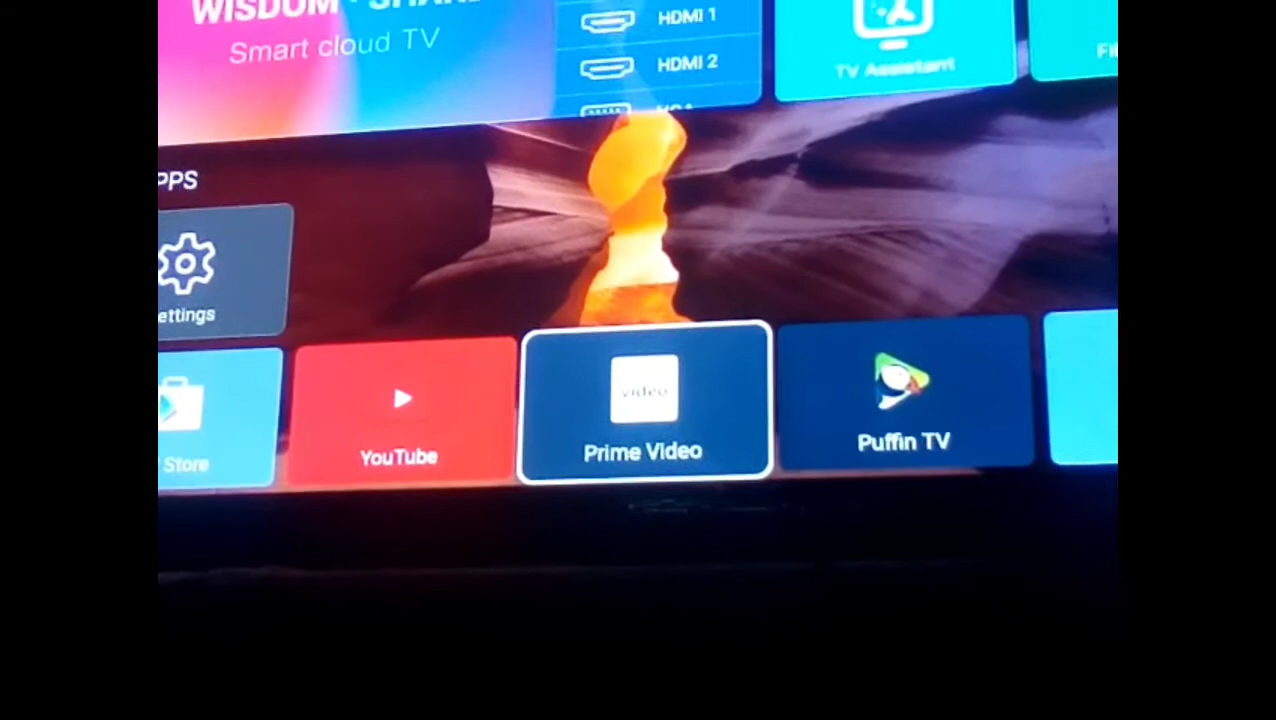 WISDOM · SHARE
Smart cloud TV
HDMI 1
HDMI 2
TV Assistant
PPS
ettings
Store
YouTube
video
Prime Video
Puffin TV